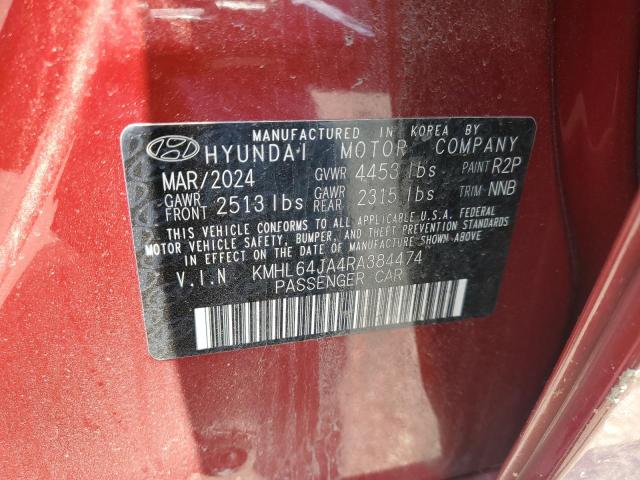 MANUFACTURED IN KOREA BY
HYUNDAI MOTOR COMPANY
MAR/2024 GVWR 4453 lbs PAINT R2P
GAWR FRONT 2513 lbs GAWR REAR 2315 lbs TRIM NNB
THIS VEHICLE CONFORMS TO ALL APPLICABLE U.S.A. FEDERAL
MOTOR VEHICLE SAFETY, BUMPER, AND THEFT PREVENTION STANDARDS
IN EFFECT ON THE DATE OF MANUFACTURE SHOWN ABOVE.
V.I.N KMHL64JA4RA384474
PASSENGER CAR